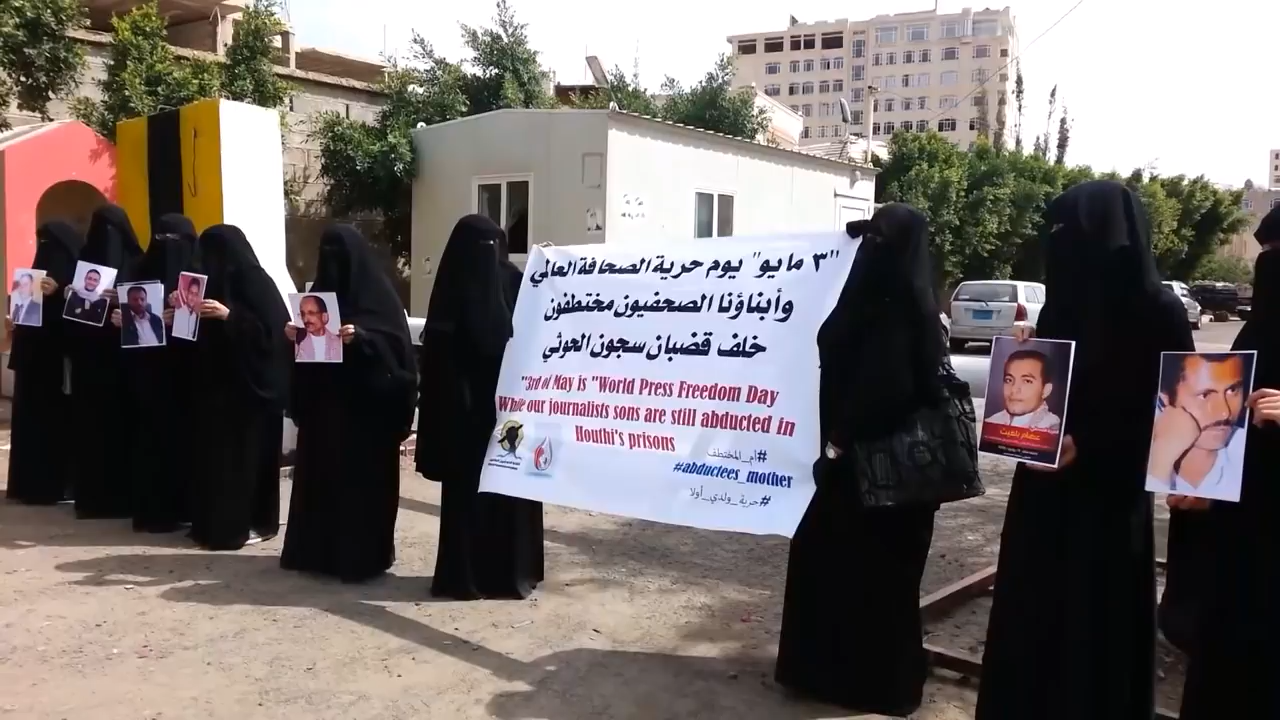 "٣ مايو" يوم حرية الصحافة العالمي
وأبناؤنا الصحفيون مختطفون
خلف قضبان سجون الحوثي
"3rd of May is "World Press Freedom Day
While our journalists sons are still abducted in
Houthi's prisons
#أم_المختطف
#abductees_mother
#حرية_ولدي_أولا
عصام بلغيث